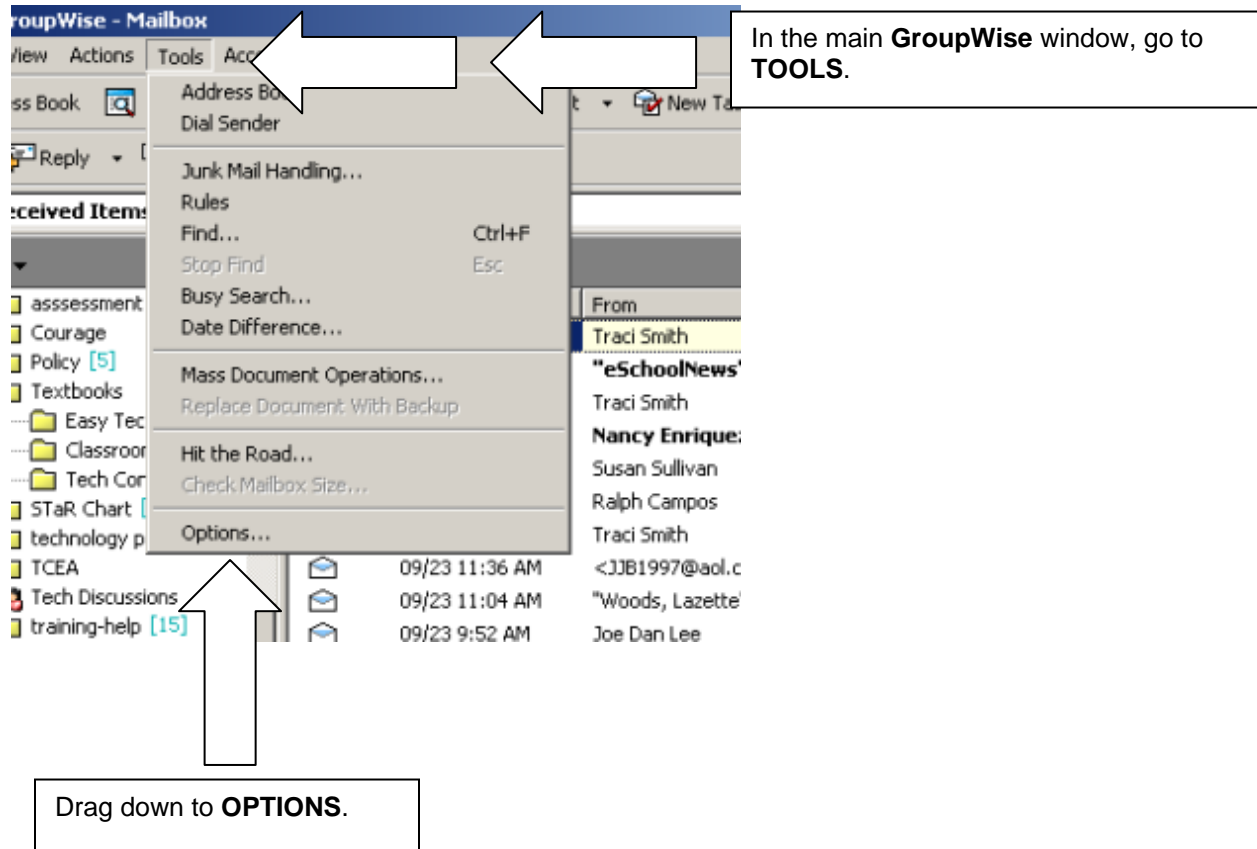 roupWise - Mailbox
View Actions Tools Acc
In the main GroupWise window, go to
TOOLS.
ss Book
Address Bo
t New Ta
Dial Sender
Reply
Junk Mail Handling...
eceived Items
Rules
Find... Ctrl+F
Stop Find Esc
Busy Search...
Date Difference...
Mass Document Operations...
Replace Document With Backup
Hit the Road...
Check Mailbox Size...
Options...
asssessment
Courage
Policy [5]
Textbooks
Easy Tec
Classroor
Tech Cor
STaR Chart [
technology p
TCEA
Tech Discussions
training-help [15]
From
Traci Smith
"eSchoolNews"
Traci Smith
Nancy Enriquez
Susan Sullivan
Ralph Campos
Traci Smith
09/23 11:36 AM <JJB1997@aol.c
09/23 11:04 AM "Woods, Lazette"
09/23 9:52 AM Joe Dan Lee
Drag down to OPTIONS.